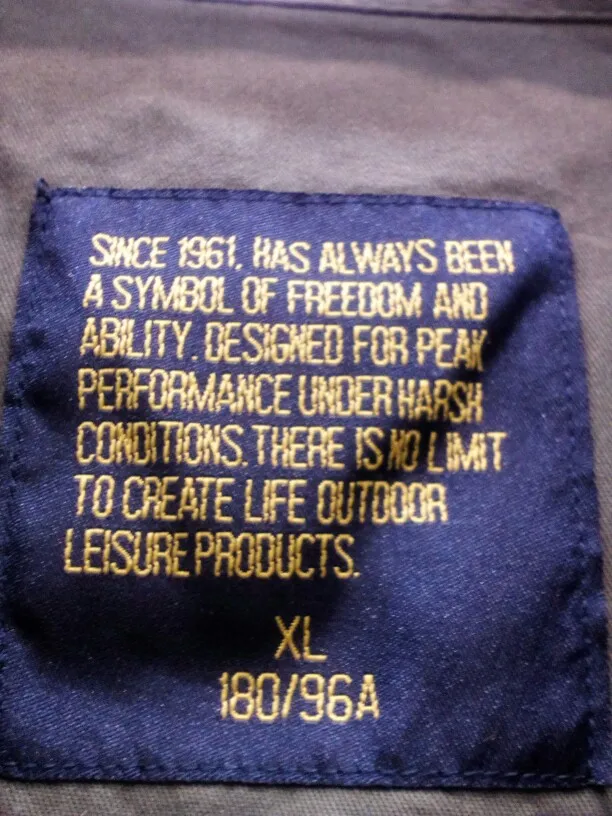 SINCE 1961, HAS ALWAYS BEEN
A SYMBOL OF FREEDOM AND
ABILITY. DESIGNED FOR PEAK
PERFORMANCE UNDER HARSH
CONDITIONS. THERE IS NO LIMIT
TO CREATE LIFE OUTDOOR
LEISURE PRODUCTS.
XL
180/96A